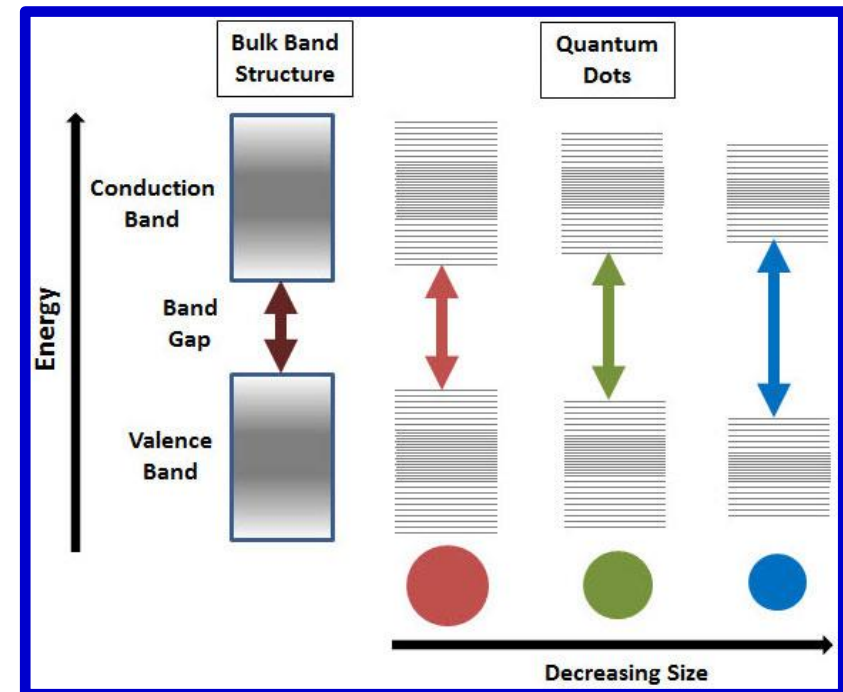 Bulk Band
Structure
Quantum
Dots
Conduction
Band
Band
Gap
Energy
Valence
Band
Decreasing Size